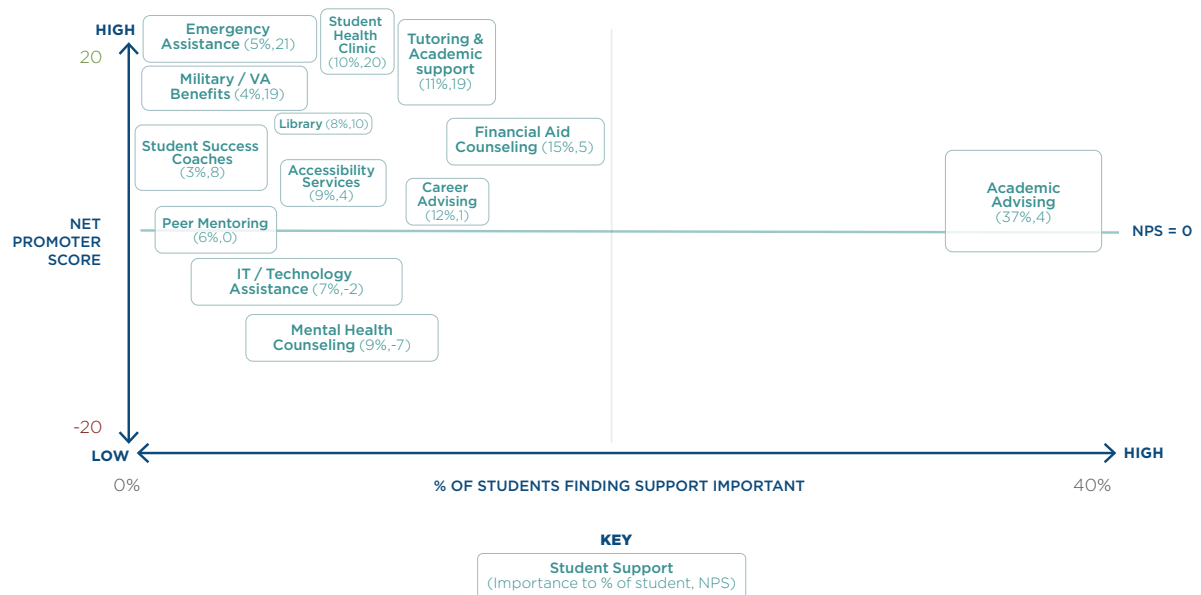 HIGH
20
Emergency
Assistance (5%,21)
Student
Health
Clinic
(10%,20)
Tutoring &
Academic
support
(11%,19)
Military / VA
Benefits (4%,19)
Library (8%,10)
Financial Aid
Counseling (15%,5)
Student Success
Coaches
(3%,8)
Accessibility
Services
(9%,4)
Career
Advising
(12%,1)
Academic
Advising
(37%,4)
NET
PROMOTER
SCORE
Peer Mentoring
(6%,0)
NPS = 0
IT / Technology
Assistance (7%,-2)
Mental Health
Counseling (9%,-7)
-20
LOW
HIGH
0%
% OF STUDENTS FINDING SUPPORT IMPORTANT
40%
KEY
Student Support
(Importance to % of student, NPS)